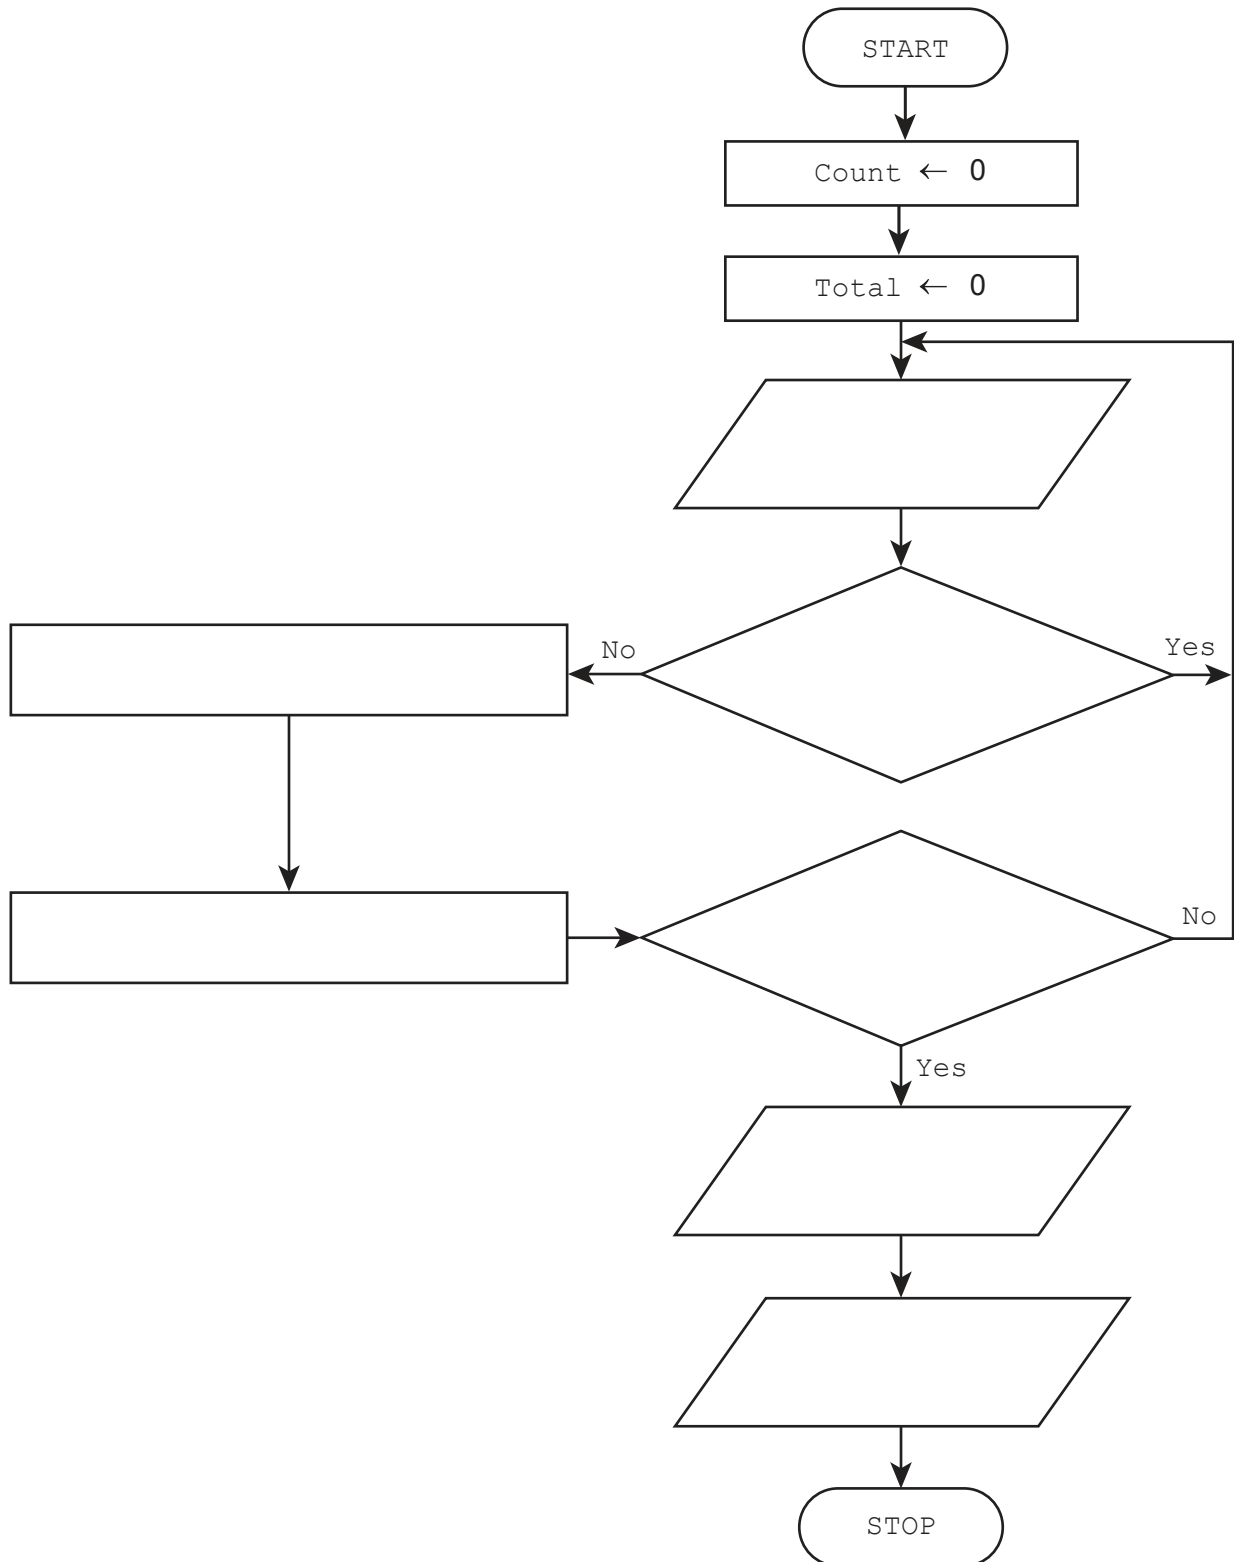 START
Count ← 0
Total ← 0
No
Yes
No
Yes
STOP